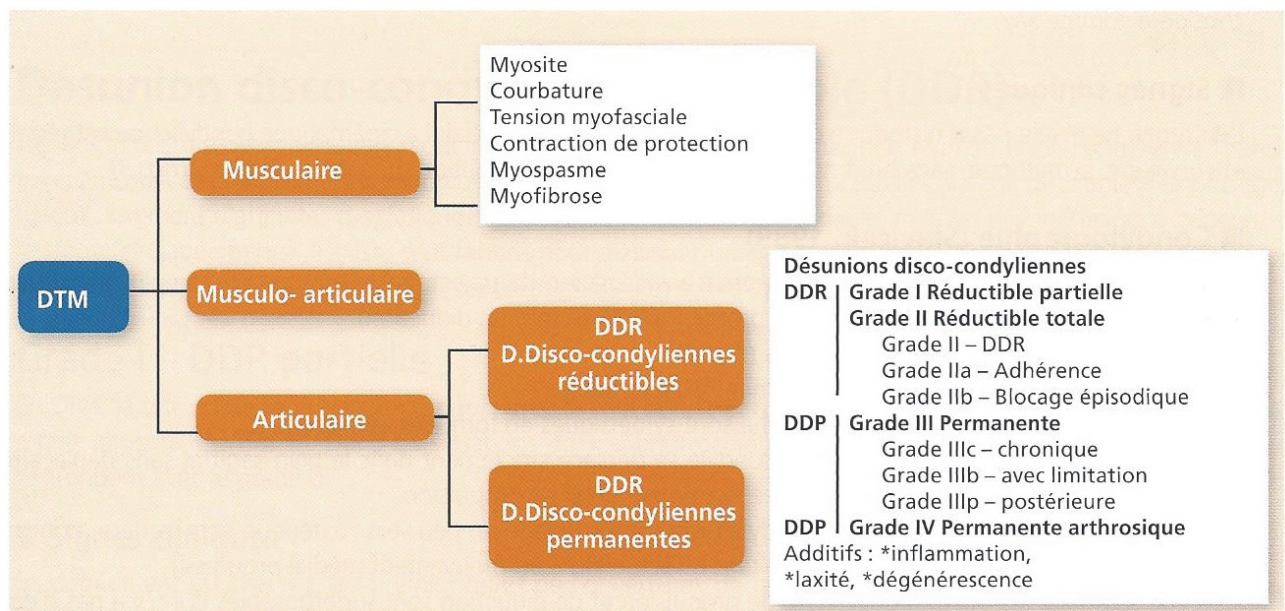 Myosite
Courbature
Tension myofasciale
Contraction de protection
Myospasme
Myofibrose
Musculaire
DTM
Musculo- articulaire
Articulaire
DDR
D.Disco-condyliennes
réductibles
DDR
D.Disco-condyliennes
permanentes
Désunions disco-condyliennes
DDR Grade I Réductible partielle
Grade II Réductible totale
Grade II – DDR
Grade IIa – Adhérence
Grade IIb – Blocage épisodique
DDP Grade III Permanente
Grade IIIc – chronique
Grade IIIb – avec limitation
Grade IIIp – postérieure
DDP Grade IV Permanente arthrosique
Additifs : *inflammation,
*laxité, *dégénérescence